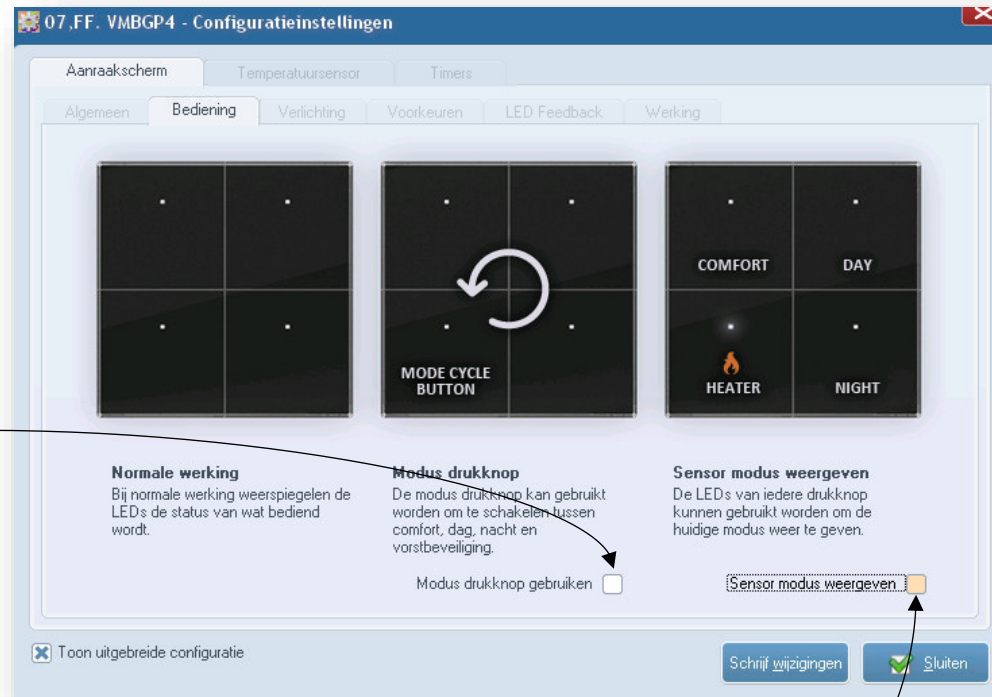 07,FF. VMBGP4 - Configuratieinstellingen
Aanraakscherm Temperatuursensor Timers
Algemeen Bediening Verlichting Voorkeuren LED Feedback Werking
MODE CYCLE
BUTTON
COMFORT DAY
HEATER NIGHT
Normale werking
Bij normale werking weerspiegelen de
LEDs de status van wat bediend
wordt.
Modus drukknop
De modus drukknop kan gebruikt
worden om te schakelen tussen
comfort, dag, nacht en
vorstbeveiliging.
Modus drukknop gebruiken
Sensor modus weergeven
De LEDs van iedere drukknop
kunnen gebruikt worden om de
huidige modus weer te geven.
Sensor modus weergeven
Toon uitgebreide configuratie
Schrijf wijzigingen
Sluiten